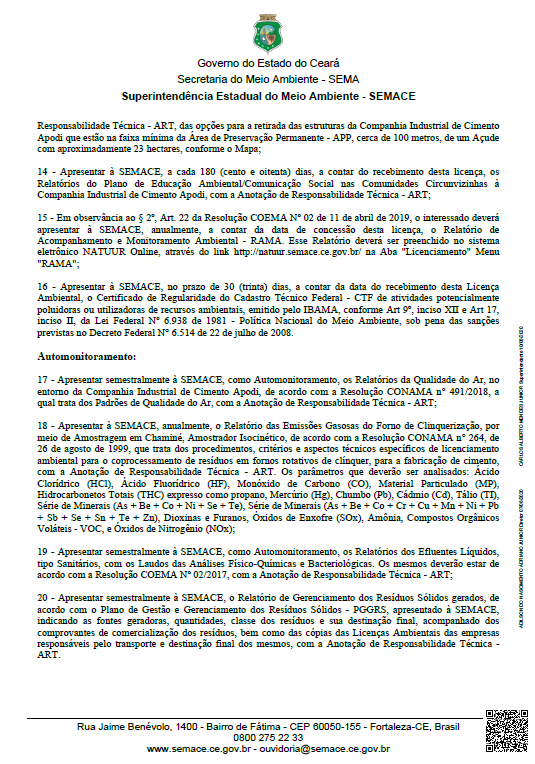 Governo do Estado do Ceará
Secretaria do Meio Ambiente - SEMA
Superintendência Estadual do Meio Ambiente - SEMACE
Responsabilidade Técnica - ART, das opções para a retirada das estruturas da Companhia Industrial de Cimento
Apodi que estão na faixa mínima da Área de Preservação Permanente - APP, cerca de 100 metros, de um Açude
com aproximadamente 23 hectares, conforme o Mapa;
14 - Apresentar à SEMACE, a cada 180 (cento e oitenta) dias, a contar do recebimento desta licença, os
Relatórios do Plano de Educação Ambiental/Comunicação Social nas Comunidades Circunvizinhas à
Companhia Industrial de Cimento Apodi, com a Anotação de Responsabilidade Técnica - ART;
15 - Em observância ao § 2º, Art. 22 da Resolução COEMA Nº 02 de 11 de abril de 2019, o interessado deverá
apresentar à SEMACE, anualmente, a contar da data de concessão desta licença, o Relatório de
Acompanhamento e Monitoramento Ambiental - RAMA. Esse Relatório deverá ser preenchido no sistema
eletrônico NATUUR Online, através do link http://natuur.semace.ce.gov.br/ na Aba "Licenciamento" Menu
"RAMA";
16 - Apresentar à SEMACE, no prazo de 30 (trinta) dias, a contar da data do recebimento desta Licença
Ambiental, o Certificado de Regularidade do Cadastro Técnico Federal - CTF de atividades potencialmente
poluidoras ou utilizadoras de recursos ambientais, emitido pelo IBAMA, conforme Art 9º, inciso XII e Art 17,
inciso II, da Lei Federal Nº 6.938 de 1981 - Política Nacional do Meio Ambiente, sob pena das sanções
previstas no Decreto Federal Nº 6.514 de 22 de julho de 2008.
Automonitoramento:
17 - Apresentar semestralmente à SEMACE, como Automonitoramento, os Relatórios da Qualidade do Ar, no
entorno da Companhia Industrial de Cimento Apodi, de acordo com a Resolução CONAMA nº 491/2018, a
qual trata dos Padrões de Qualidade do Ar, com a Anotação de Responsabilidade Técnica - ART;
18 - Apresentar à SEMACE, anualmente, o Relatório das Emissões Gasosas do Forno de Clinquerização, por
meio de Amostragem em Chaminé, Amostrador Isocinético, de acordo com a Resolução CONAMA nº 264, de
26 de agosto de 1999, que trata dos procedimentos, critérios e aspectos técnicos específicos de licenciamento
ambiental para o coprocessamento de resíduos em fornos rotativos de clínquer, para a fabricação de cimento,
com a Anotação de Responsabilidade Técnica - ART. Os parâmetros que deverão ser analisados: Ácido
Clorídrico (HCl), Ácido Fluorídrico (HF), Monóxido de Carbono (CO), Material Particulado (MP),
Hidrocarbonetos Totais (THC) expresso como propano, Mercúrio (Hg), Chumbo (Pb), Cádmio (Cd), Tálio (TI),
Série de Minerais (As + Be + Co + Ni + Se + Te), Série de Minerais (As + Be + Co + Cr + Cu + Mn + Ni + Pb
+ Sb + Se + Sn + Te + Zn), Dioxinas e Furanos, Óxidos de Enxofre (SOx), Amônia, Compostos Orgânicos
Voláteis - VOC, e Óxidos de Nitrogênio (NOx);
19 - Apresentar semestralmente à SEMACE, como Automonitoramento, os Relatórios dos Efluentes Líquidos,
tipo Sanitários, com os Laudos das Análises Físico-Químicas e Bacteriológicas. Os mesmos deverão estar de
acordo com a Resolução COEMA Nº 02/2017, com a Anotação de Responsabilidade Técnica - ART;
20 - Apresentar semestralmente à SEMACE, o Relatório de Gerenciamento dos Resíduos Sólidos gerados, de
acordo com o Plano de Gestão e Gerenciamento dos Resíduos Sólidos - PGGRS, apresentado à SEMACE,
indicando as fontes geradoras, quantidades, classe dos resíduos e sua destinação final, acompanhado dos
comprovantes de comercialização dos resíduos, bem como das cópias das Licenças Ambientais das empresas
responsáveis pelo transporte e destinação final dos mesmos, com a Anotação de Responsabilidade Técnica -
ART.
CARLOS ALBERTO MENDES JUNIOR Superintendente
ADILSON DO NASCIMENTO ADRIANO JUNIOR Diretor
Rua Jaime Benévolo, 1400 - Bairro de Fátima - CEP 60050-155 - Fortaleza-CE, Brasil
0800 275 22 33
www.semace.ce.gov.br - ouvidoria@semace.ce.gov.br